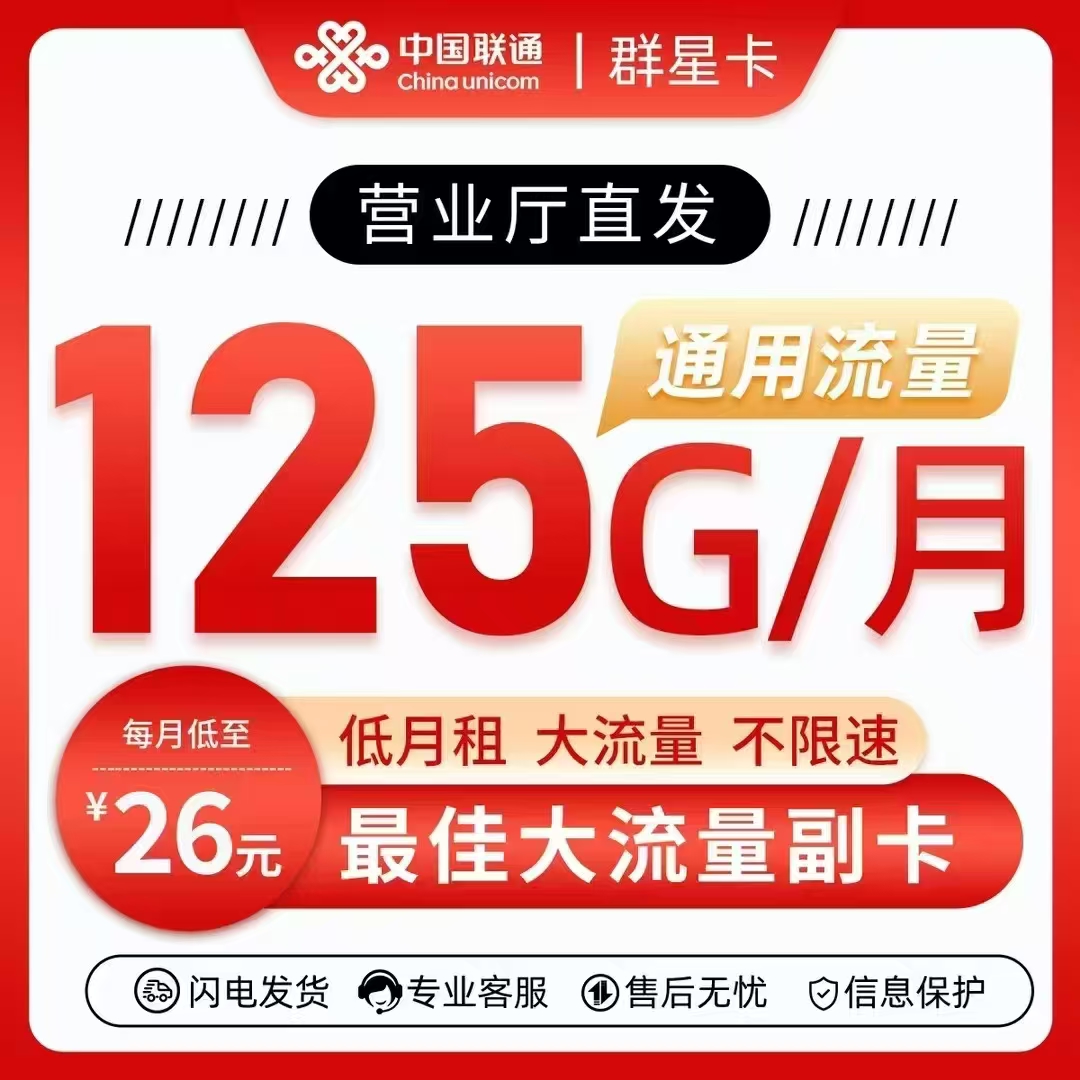 中国联通 China unicom | 群星卡
营业厅直发
通用流量
125G/月
每月低至
¥26元
低月租 大流量 不限速
最佳大流量副卡
闪电发货 专业客服 售后无忧 信息保护